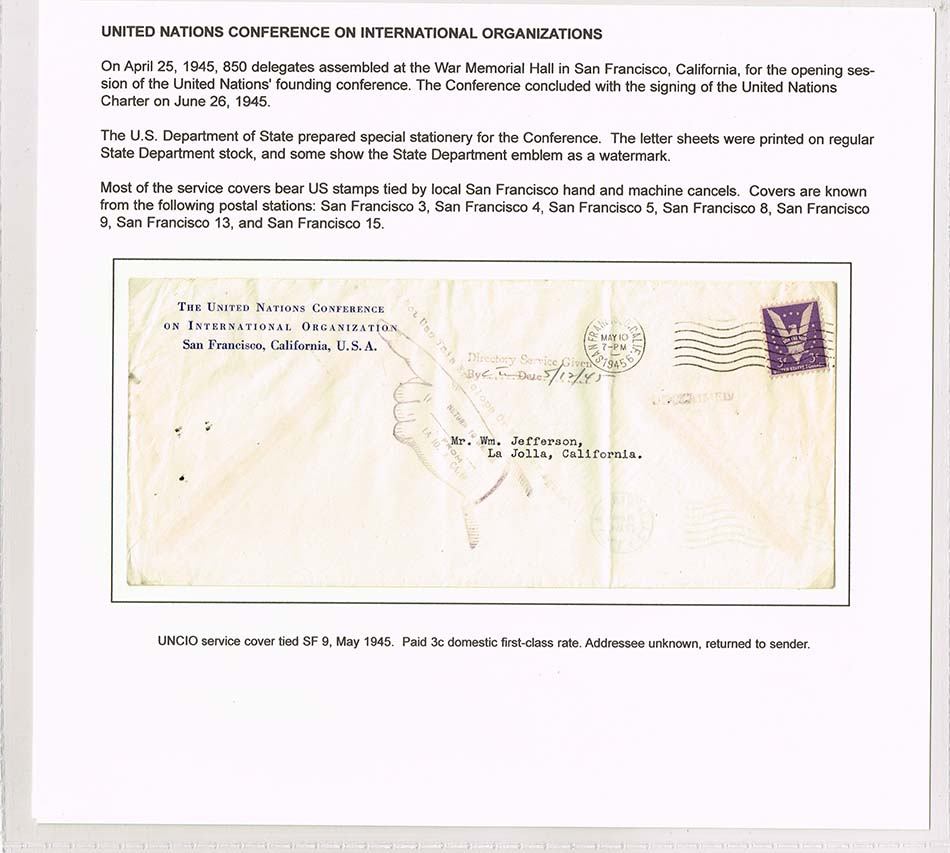 UNITED NATIONS CONFERENCE ON INTERNATIONAL ORGANIZATIONS
On April 25, 1945, 850 delegates assembled at the War Memorial Hall in San Francisco, California, for the opening ses-
sion of the United Nations' founding conference. The Conference concluded with the signing of the United Nations
Charter on June 26, 1945.
The U.S. Department of State prepared special stationery for the Conference. The letter sheets were printed on regular
State Department stock, and some show the State Department emblem as a watermark.
Most of the service covers bear US stamps tied by local San Francisco hand and machine cancels. Covers are known
from the following postal stations: San Francisco 3, San Francisco 4, San Francisco 5, San Francisco 8, San Francisco
9, San Francisco 13, and San Francisco 15.
The United Nations Conference
on International Organization
San Francisco, California, U. S. A.
SAN FRANCISCO, CALIF.
MAY 10
7-PM
1945
Directory Service Given
By Date 5/12/45
RETURN TO
FROM
Mr. Wm. Jefferson,
La Jolla, California.
3¢ 3¢
UNCIO service cover tied SF 9, May 1945. Paid 3c domestic first-class rate. Addressee unknown, returned to sender.